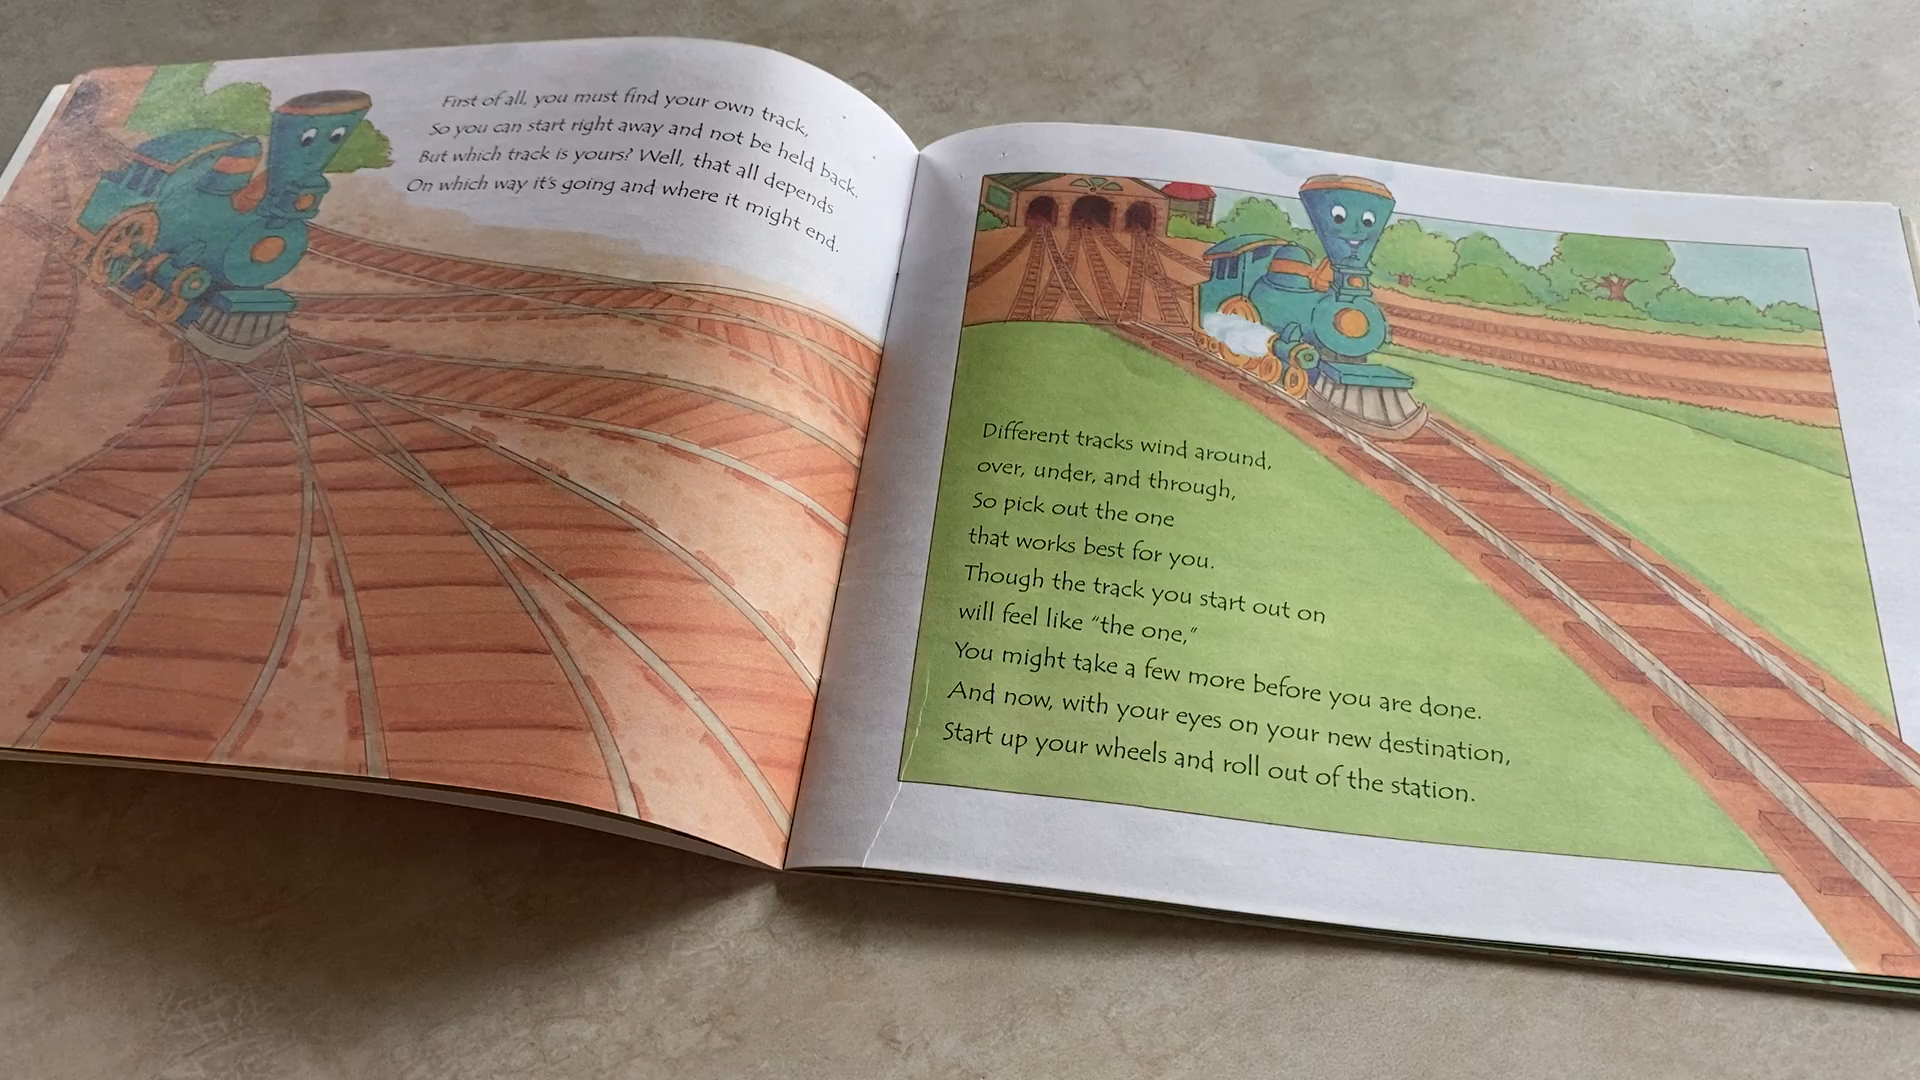 First of all, you must find your own track,
So you can start right away and not be held back.
But which track is yours? Well, that all depends
On which way it's going and where it might end.
Different tracks wind around,
over, under, and through,
So pick out the one
that works best for you.
Though the track you start out on
will feel like "the one,"
You might take a few more before you are done.
And now, with your eyes on your new destination,
Start up your wheels and roll out of the station.